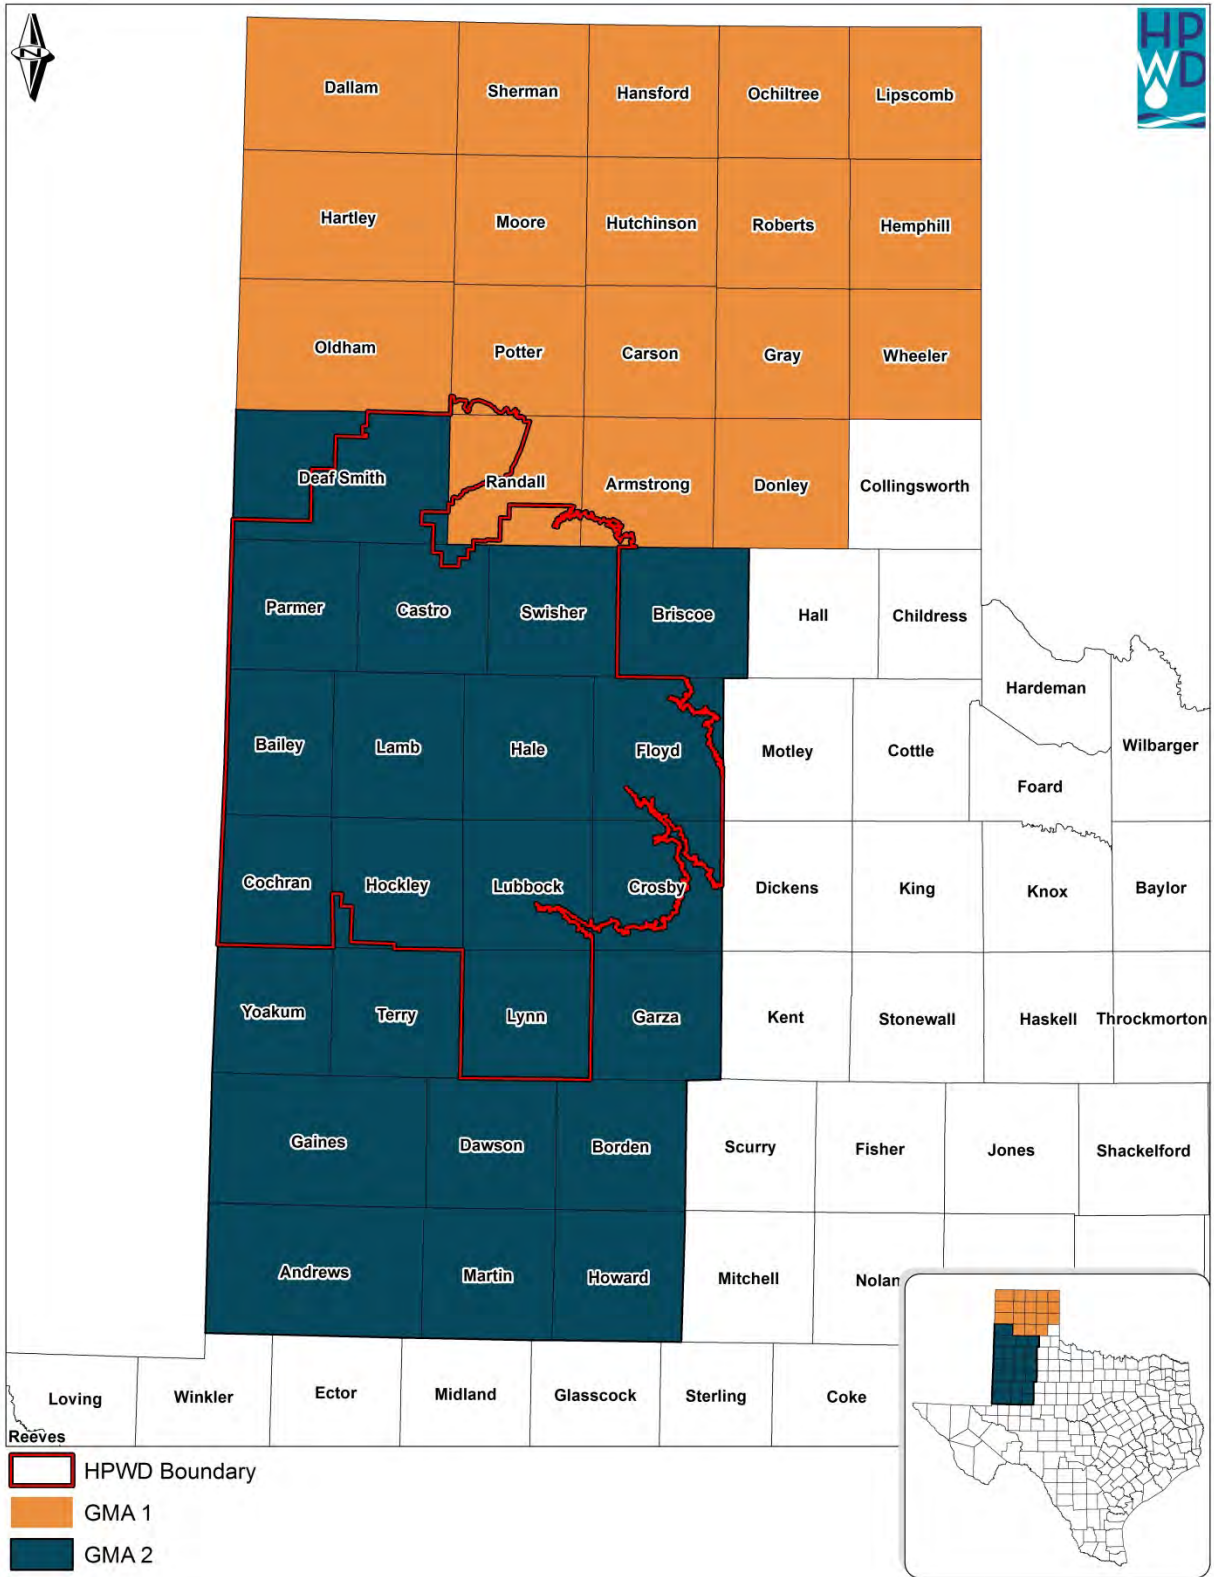 N
HP
WD
Dallam
Sherman
Hansford
Ochiltree
Lipscomb
Hartley
Moore
Hutchinson
Roberts
Hemphill
Oldham
Potter
Carson
Gray
Wheeler
Deaf Smith
Randall
Armstrong
Donley
Collingsworth
Parmer
Castro
Swisher
Briscoe
Hall
Childress
Hardeman
Wilbarger
Bailey
Lamb
Hale
Floyd
Motley
Cottle
Foard
Cochran
Hockley
Lubbock
Crosby
Dickens
King
Knox
Baylor
Yoakum
Terry
Lynn
Garza
Kent
Stonewall
Haskell
Throckmorton
Gaines
Dawson
Borden
Scurry
Fisher
Jones
Shackelford
Andrews
Martin
Howard
Mitchell
Nolan
Loving
Winkler
Ector
Midland
Glasscock
Sterling
Coke
Reeves
HPWD Boundary
GMA 1
GMA 2